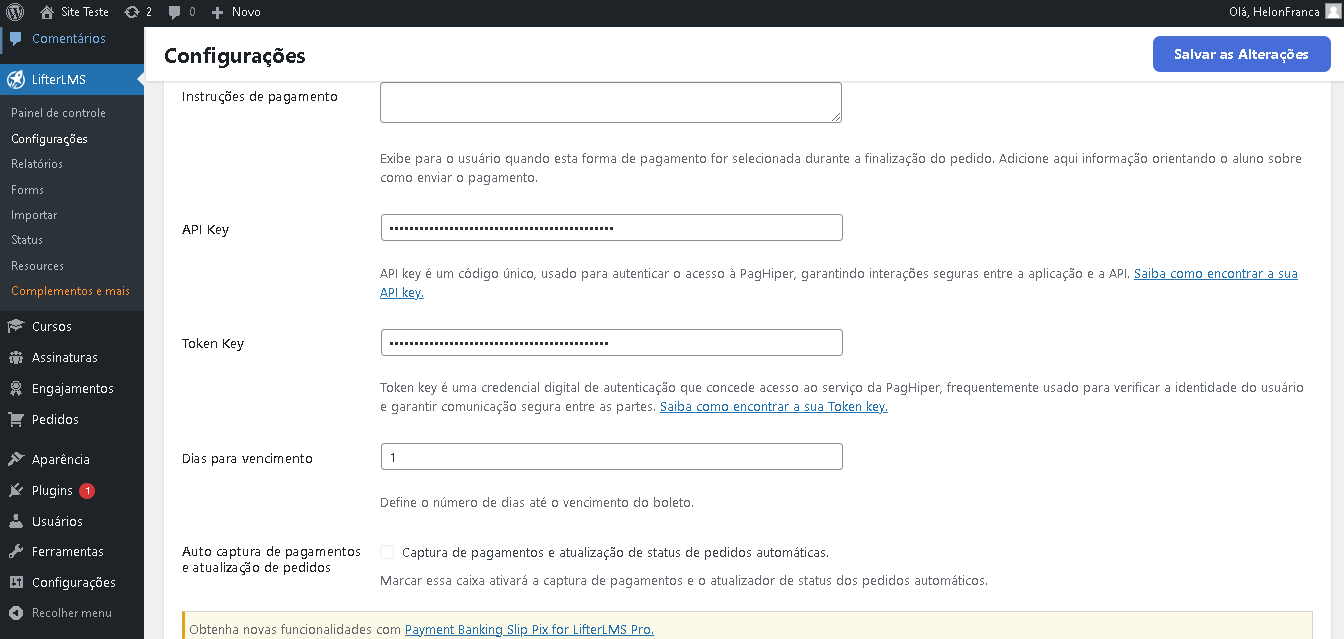 Site Teste 2 0 Novo Olá, HelonFranca
Comentários
LifterLMS
Painel de controle
Configurações
Relatórios
Forms
Importar
Status
Resources
Complementos e mais
Cursos
Assinaturas
Engajamentos
Pedidos
Aparência
Plugins 1
Usuários
Ferramentas
Configurações
Recolher menu
Configurações
Salvar as Alterações
Instruções de pagamento
Exibe para o usuário quando esta forma de pagamento for selecionada durante a finalização do pedido. Adicione aqui informação orientando o aluno sobre
como enviar o pagamento.
API Key
API key é um código único, usado para autenticar o acesso à PagHiper, garantindo interações seguras entre a aplicação e a API. Saiba como encontrar a sua
API key.
Token Key
Token key é uma credencial digital de autenticação que concede acesso ao serviço da PagHiper, frequentemente usado para verificar a identidade do usuário
e garantir comunicação segura entre as partes. Saiba como encontrar a sua Token key.
Dias para vencimento
1
Define o número de dias até o vencimento do boleto.
Auto captura de pagamentos
e atualização de pedidos
Captura de pagamentos e atualização de status de pedidos automáticas.
Marcar essa caixa ativará a captura de pagamentos e o atualizador de status dos pedidos automáticos.
Obtenha novas funcionalidades com Payment Banking Slip Pix for LifterLMS Pro.